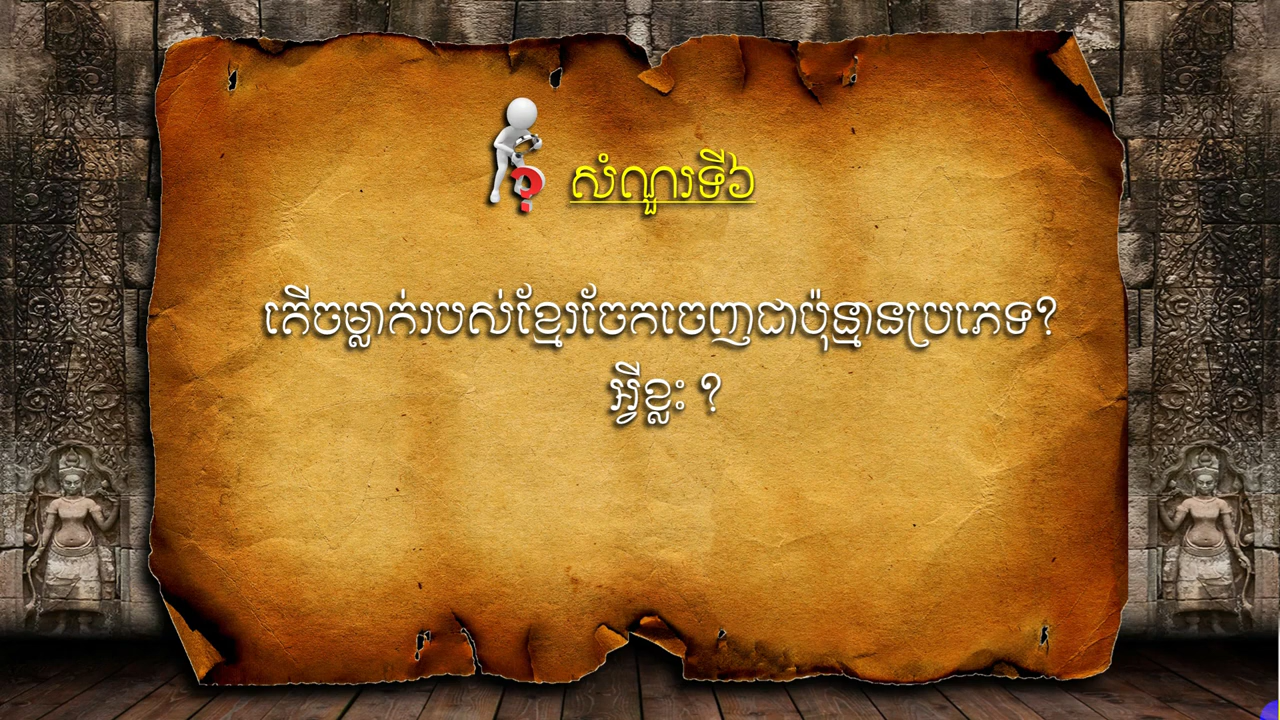 សំណួរទី៦
តើចម្លាក់របស់ខ្មែរចែកចេញជាប៉ុន្មានប្រភេទ?
អ្វីខ្លះ ?